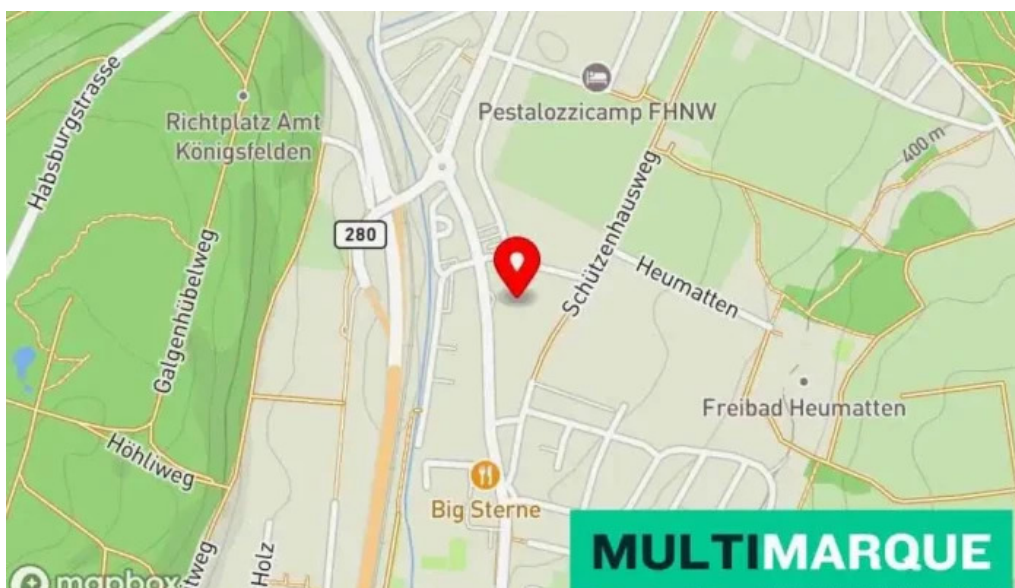 Habsburgstrasse
Richtplatz Amt
Königsfelden
Pestalozzicamp FHNW
400 m
280
Galgenhübelweg
Schützenhausweg
Heumatten
Freibad Heumatten
Höhliweg
Big Sterne
Holz
MULTIMARQUE
mapbox